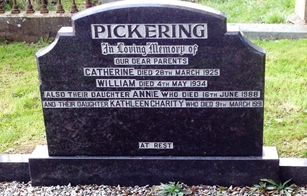 PICKERING
In Loving Memory of
OUR DEAR PARENTS
CATHERINE DIED 28TH MARCH 1925
WILLIAM DIED 4TH MAY 1934
ALSO THEIR DAUGHTER ANNIE WHO DIED 16TH JUNE 1988
AND THEIR DAUGHTER KATHLEEN CHARITY WHO DIED 9TH MARCH
AT REST